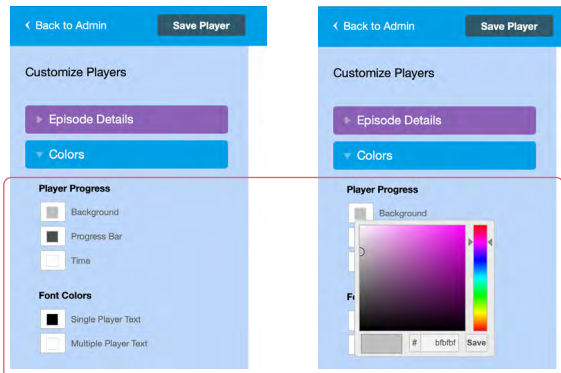 Back to Admin
Save Player
Customize Players
Episode Details
Colors
Player Progress
Background
Progress Bar
Time
Font Colors
Single Player Text
Multiple Player Text
Back to Admin
Save Player
Customize Players
Episode Details
Colors
Player Progress
Background
Fo
# bfbfbf Save